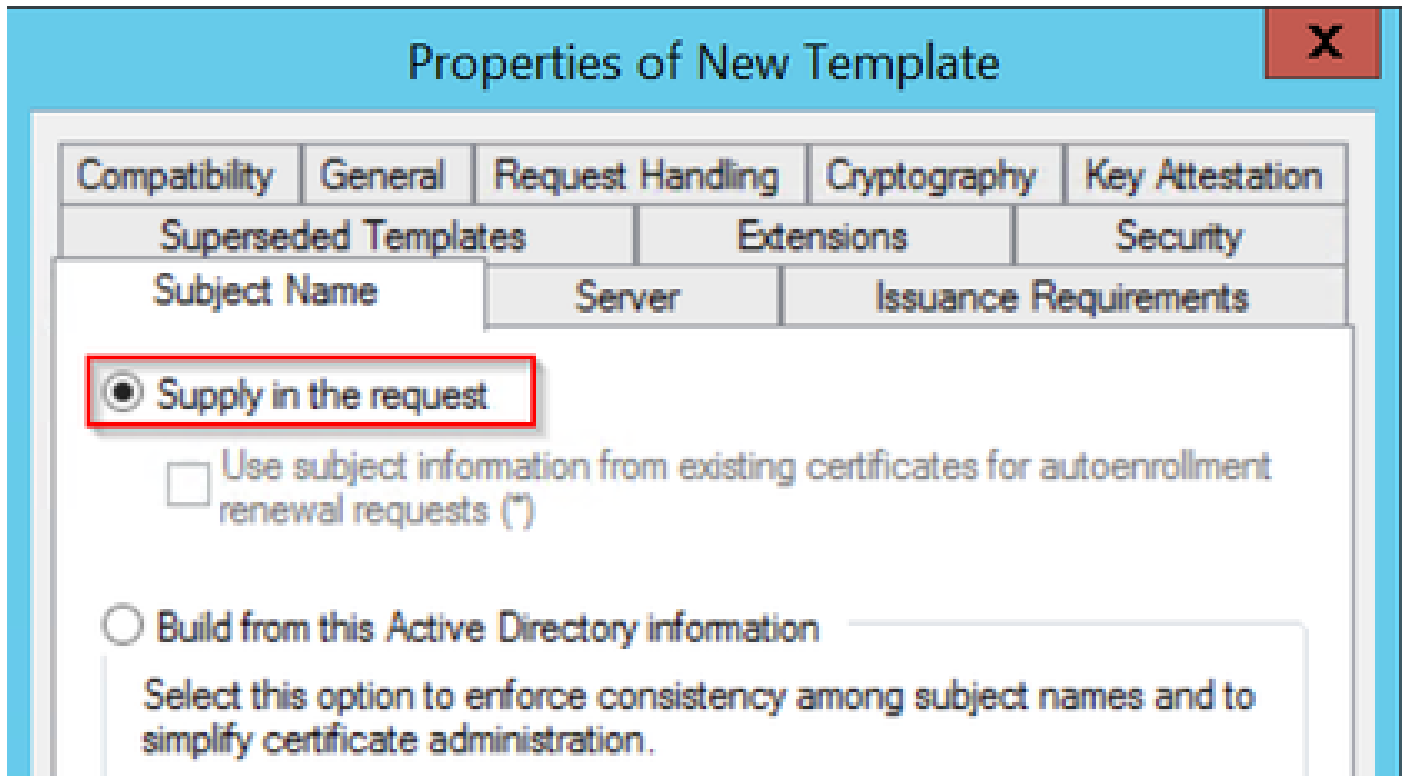 Properties of New Template
X
Compatibility General Request Handling Cryptography Key Attestation
Superseded Templates Extensions Security
Subject Name Server Issuance Requirements
Supply in the request
Use subject information from existing certificates for autoenrollment
renewal requests (*)
Build from this Active Directory information
Select this option to enforce consistency among subject names and to
simplify certificate administration.